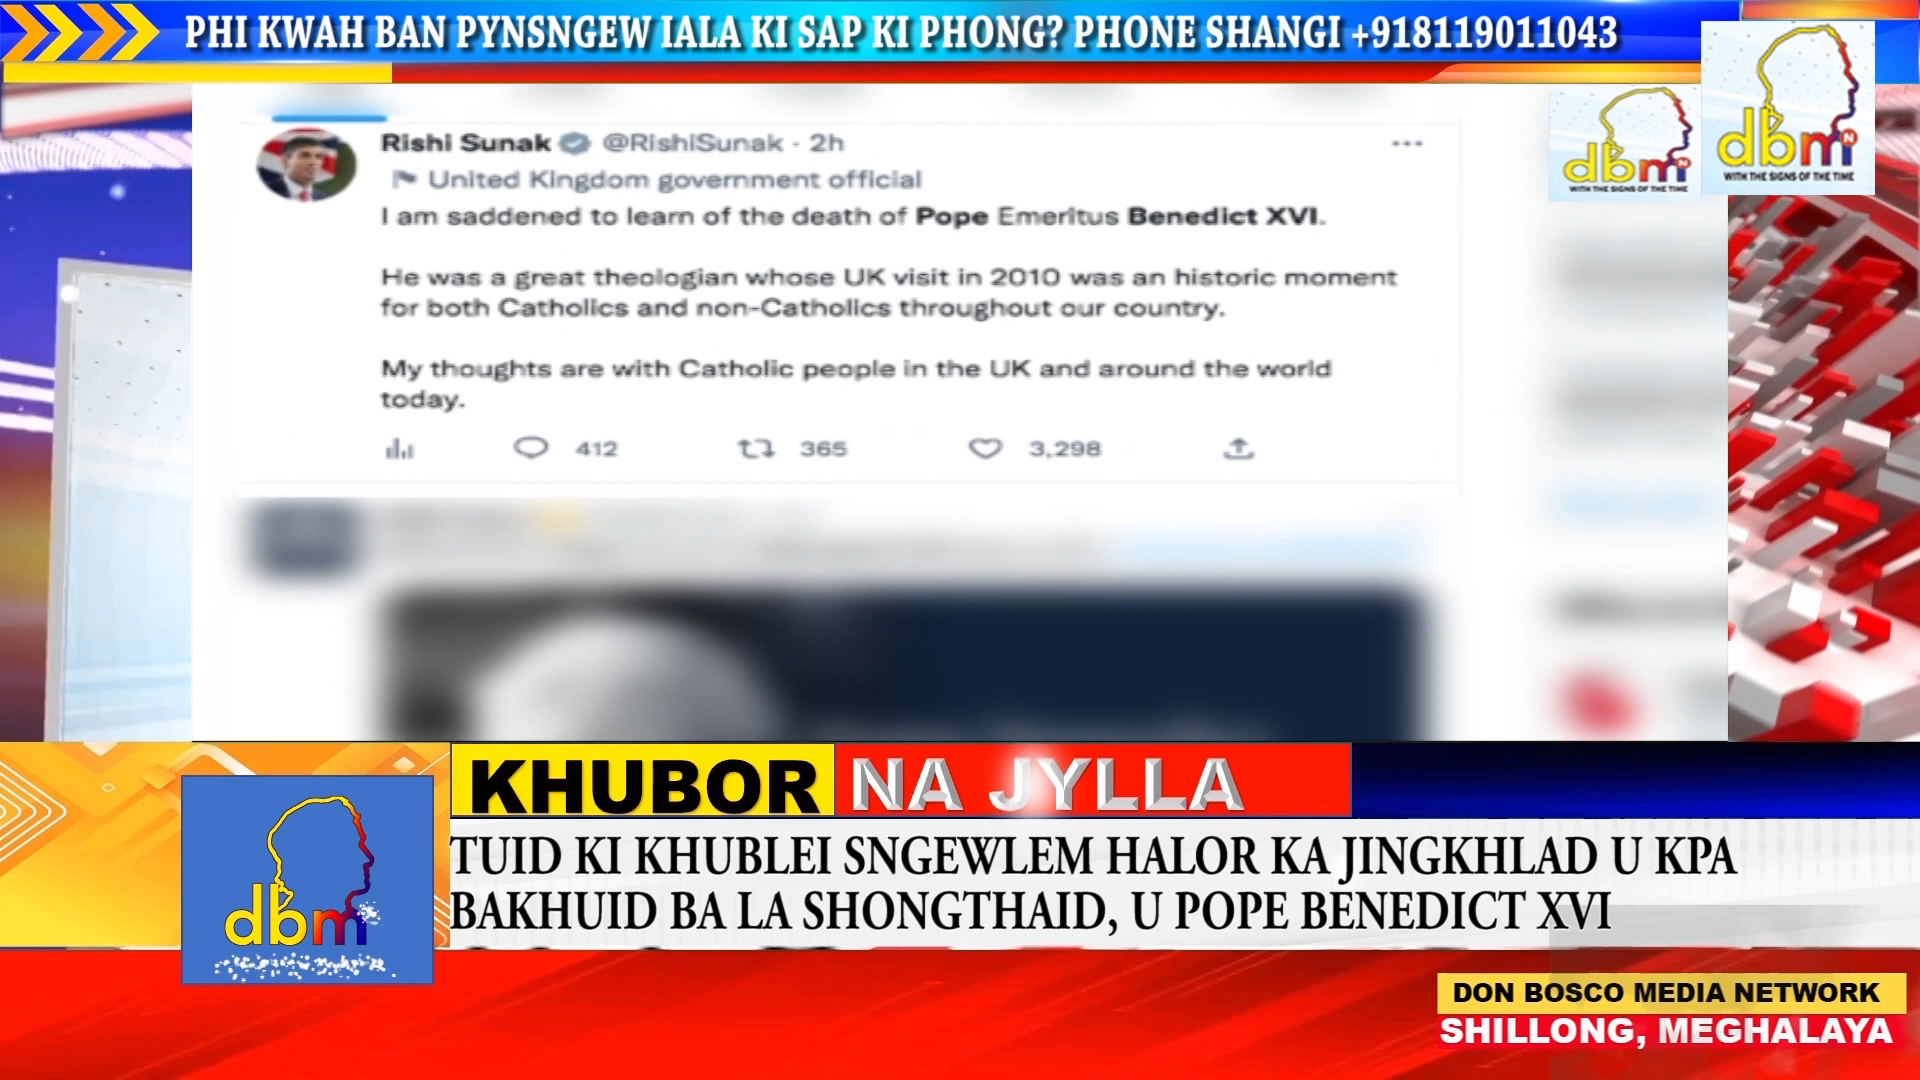 PHI KWAH BAN PYNSNGEW IALA KI SAP KI PHONG? PHONE SHANGI +918119011043
dbm N
WITH THE SIGNS OF THE TIME
dbm N
WITH THE SIGNS OF THE TIME
Rishi Sunak @RishiSunak · 2h
United Kingdom government official
I am saddened to learn of the death of Pope Emeritus Benedict XVI.
He was a great theologian whose UK visit in 2010 was an historic moment
for both Catholics and non-Catholics throughout our country.
My thoughts are with Catholic people in the UK and around the world
today.
412 365 3,298
KHUBOR NA JYLLA
TUID KI KHUBLEI SNGEWLEM HALOR KA JINGKHLAD U KPA
BAKHUID BA LA SHONGTHAID, U POPE BENEDICT XVI
dbm
DON BOSCO MEDIA NETWORK
SHILLONG, MEGHALAYA